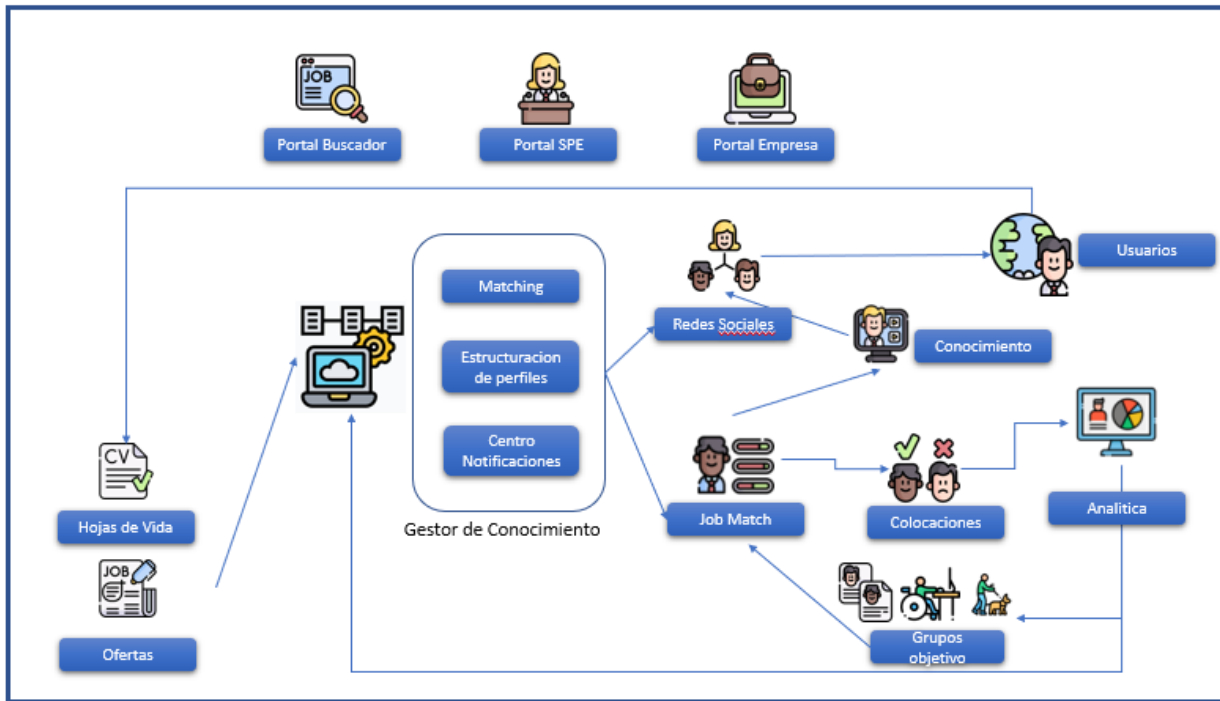 JOB
Portal Buscador
Portal SPE
Portal Empresa
Usuarios
Matching
Redes Sociales
Conocimiento
Estructuracion
de perfiles
Centro
Notificaciones
CV
Hojas de Vida
Gestor de Conocimiento
Job Match
Colocaciones
Analitica
JOB
Ofertas
Grupos
objetivo